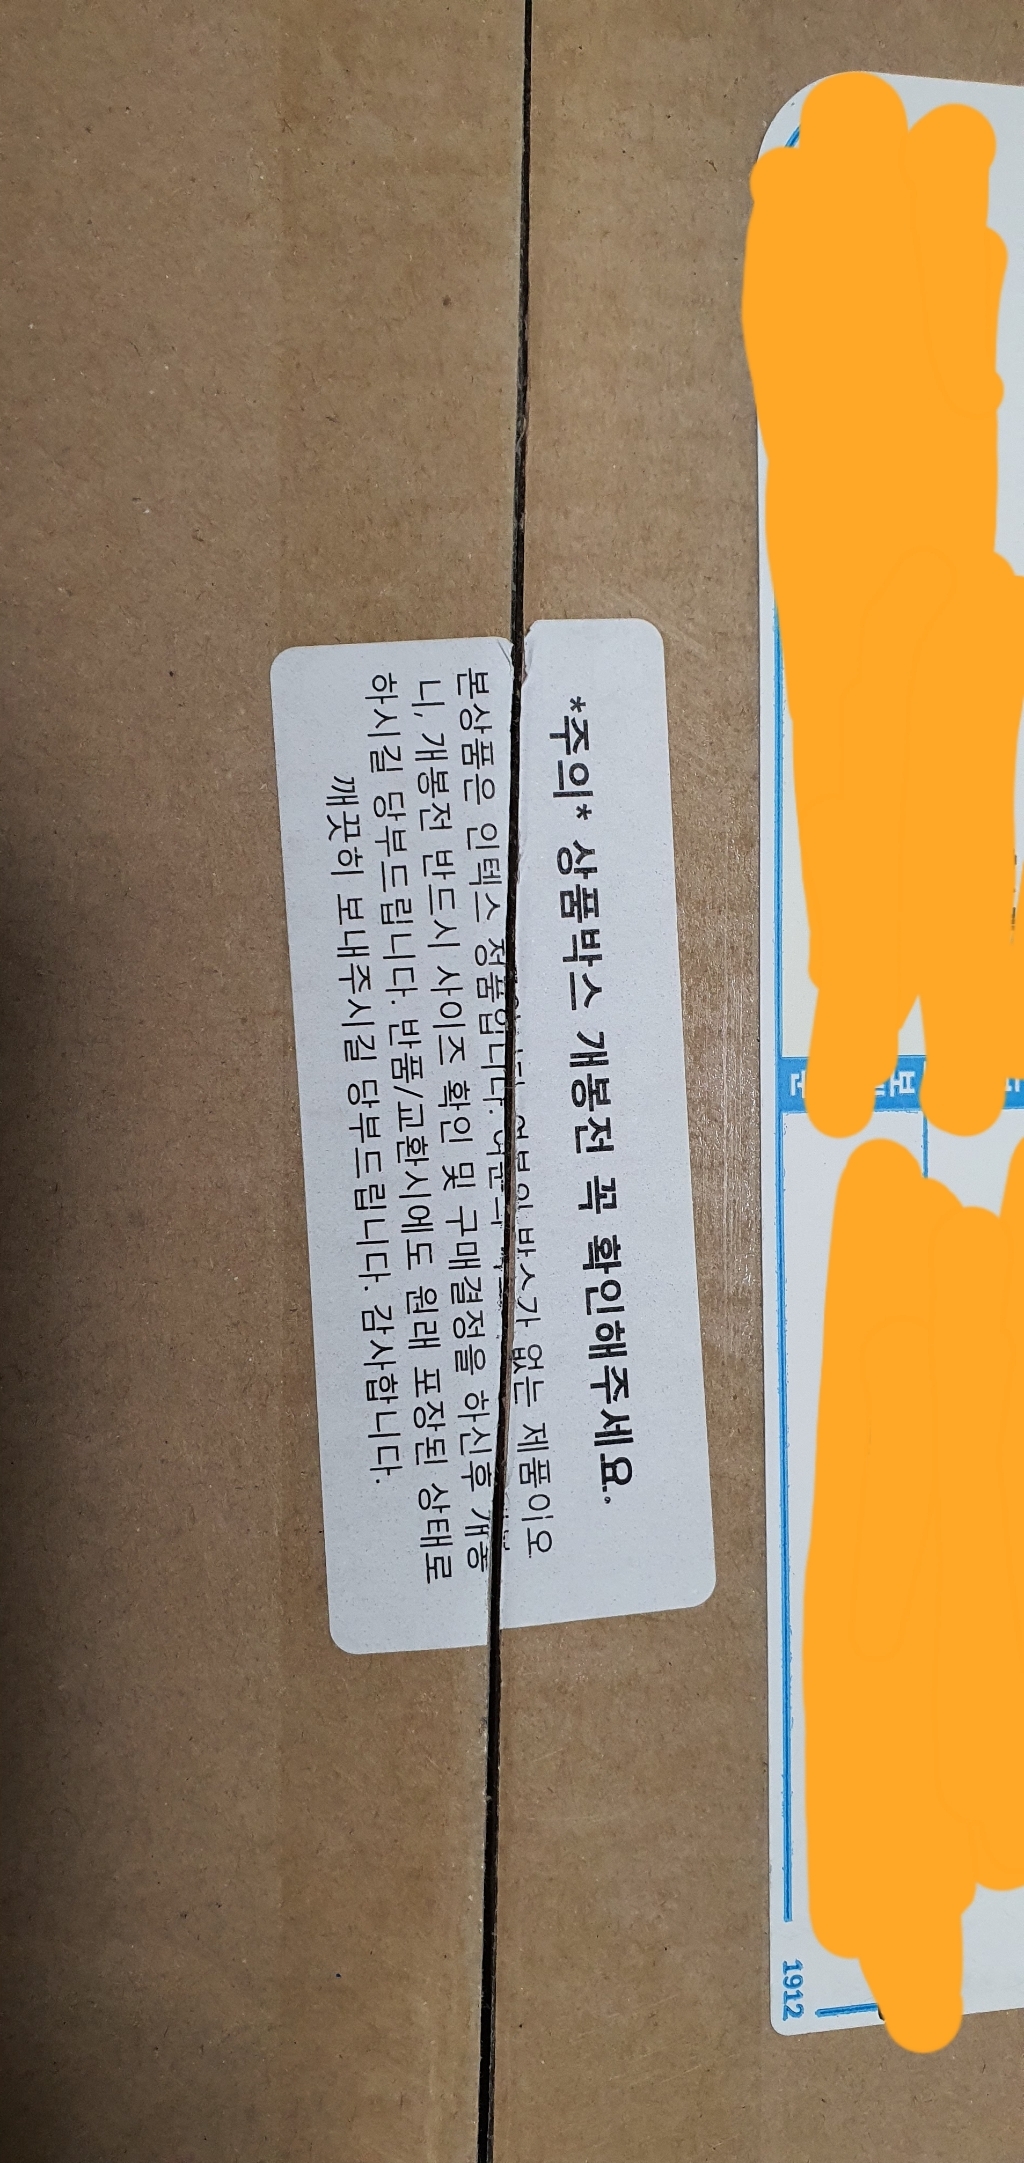 *주의* 상품박스 개봉전 꼭 확인해주세요.
본상품은 인텍스 정품입니다. 외부 박스가 없는 제품이오
니, 개봉전 반드시 사이즈 확인 및 구매결정을 하신후 개봉
하시길 당부드립니다. 반품/교환시에도 원래 포장된 상태로
깨끗히 보내주시길 당부드립니다. 감사합니다.
1912